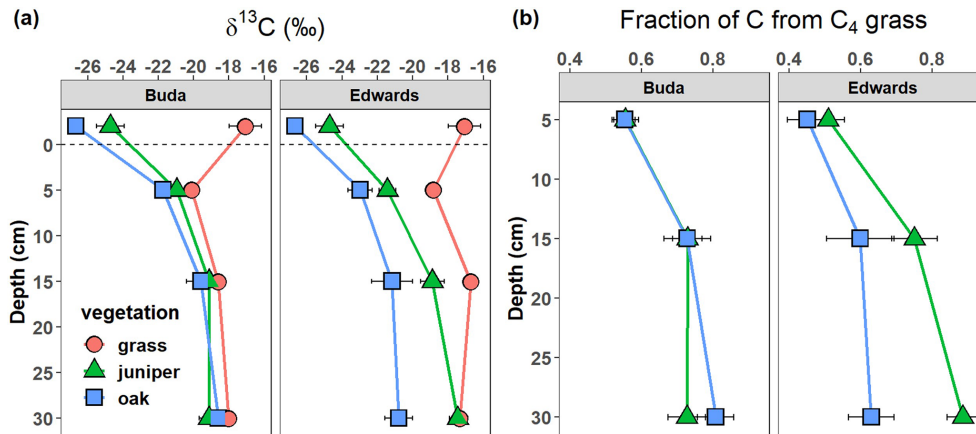 (a) δ13C (‰)
-26 -24 -22 -20 -18 -16 -26 -24 -22 -20 -18 -16
Buda Edwards
0
5
10
15
20
25
30
Depth (cm)
vegetation
grass
juniper
oak
(b) Fraction of C from C4 grass
0.4 0.6 0.8 0.4 0.6 0.8
Buda Edwards
5
10
15
20
25
30
Depth (cm)